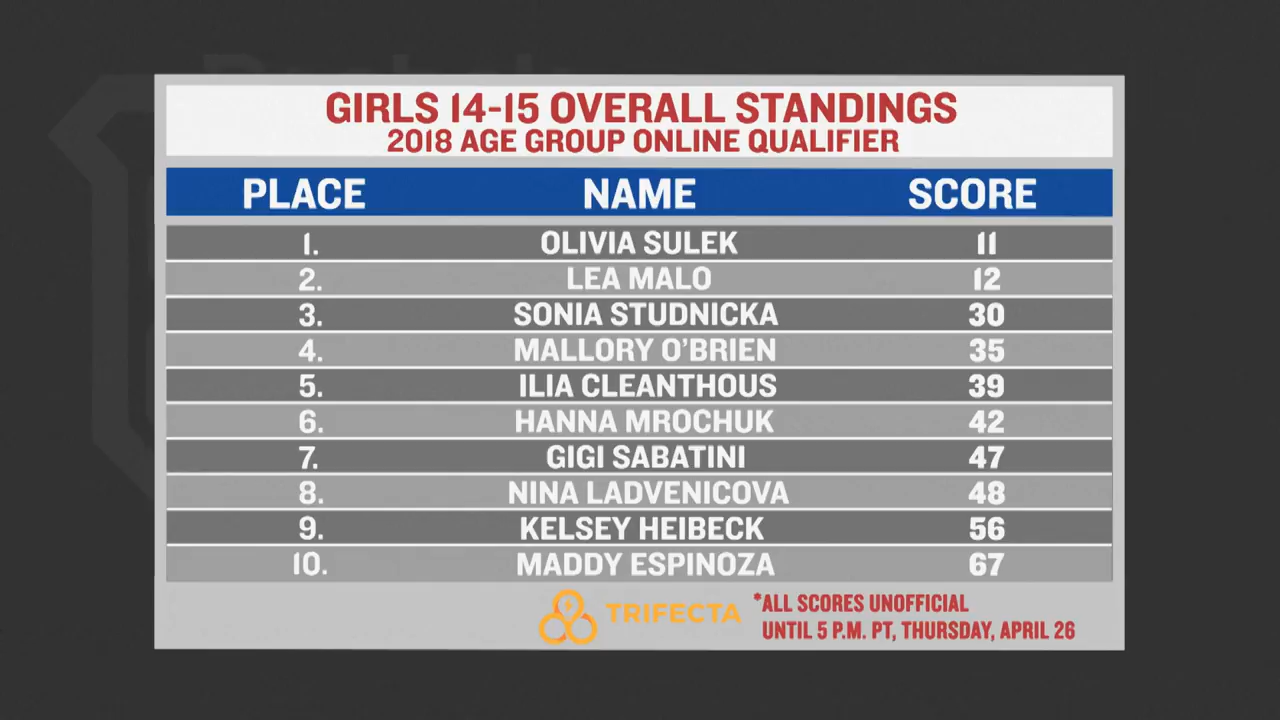 GIRLS 14-15 OVERALL STANDINGS
2018 AGE GROUP ONLINE QUALIFIER
PLACE NAME SCORE
1. OLIVIA SULEK 11
2. LEA MALO 12
3. SONIA STUDNICKA 30
4. MALLORY O'BRIEN 35
5. ILIA CLEANTHOUS 39
6. HANNA MROCHUK 42
7. GIGI SABATINI 47
8. NINA LADVENICOVA 48
9. KELSEY HEIBECK 56
10. MADDY ESPINOZA 67
TRIFECTA
*ALL SCORES UNOFFICIAL
UNTIL 5 P.M. PT, THURSDAY, APRIL 26